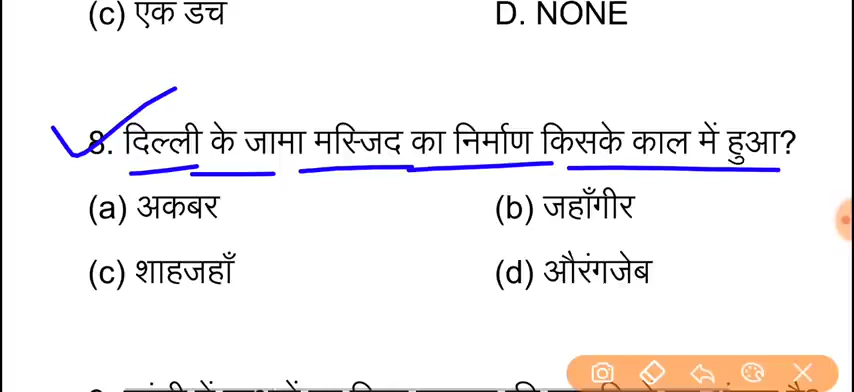 (c) एक डच D. NONE
8. दिल्ली के जामा मस्जिद का निर्माण किसके काल में हुआ?
(a) अकबर (b) जहाँगीर
(c) शाहजहाँ (d) औरंगजेब